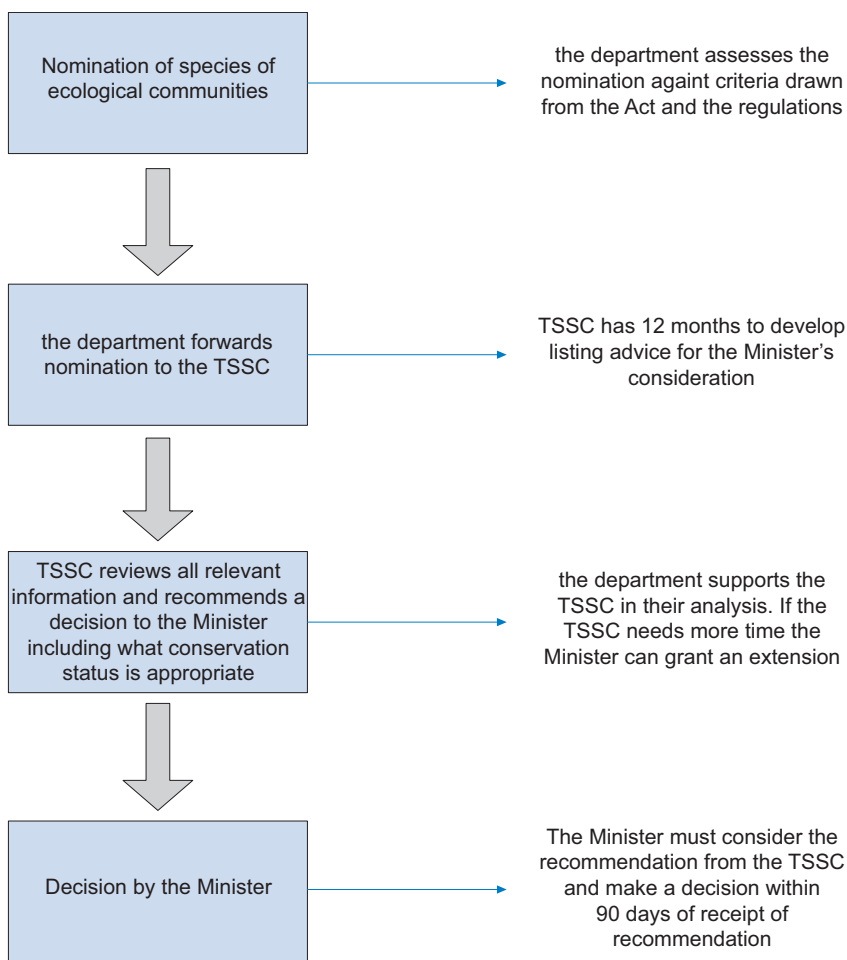 Nomination of species of
ecological communities
the department assesses the
nomination againt criteria drawn
from the Act and the regulations
the department forwards
nomination to the TSSC
TSSC has 12 months to develop
listing advice for the Minister’s
consideration
TSSC reviews all relevant
information and recommends a
decision to the Minister
including what conservation
status is appropriate
the department supports the
TSSC in their analysis. If the
TSSC needs more time the
Minister can grant an extension
Decision by the Minister
The Minister must consider the
recommendation from the TSSC
and make a decision within
90 days of receipt of
recommendation